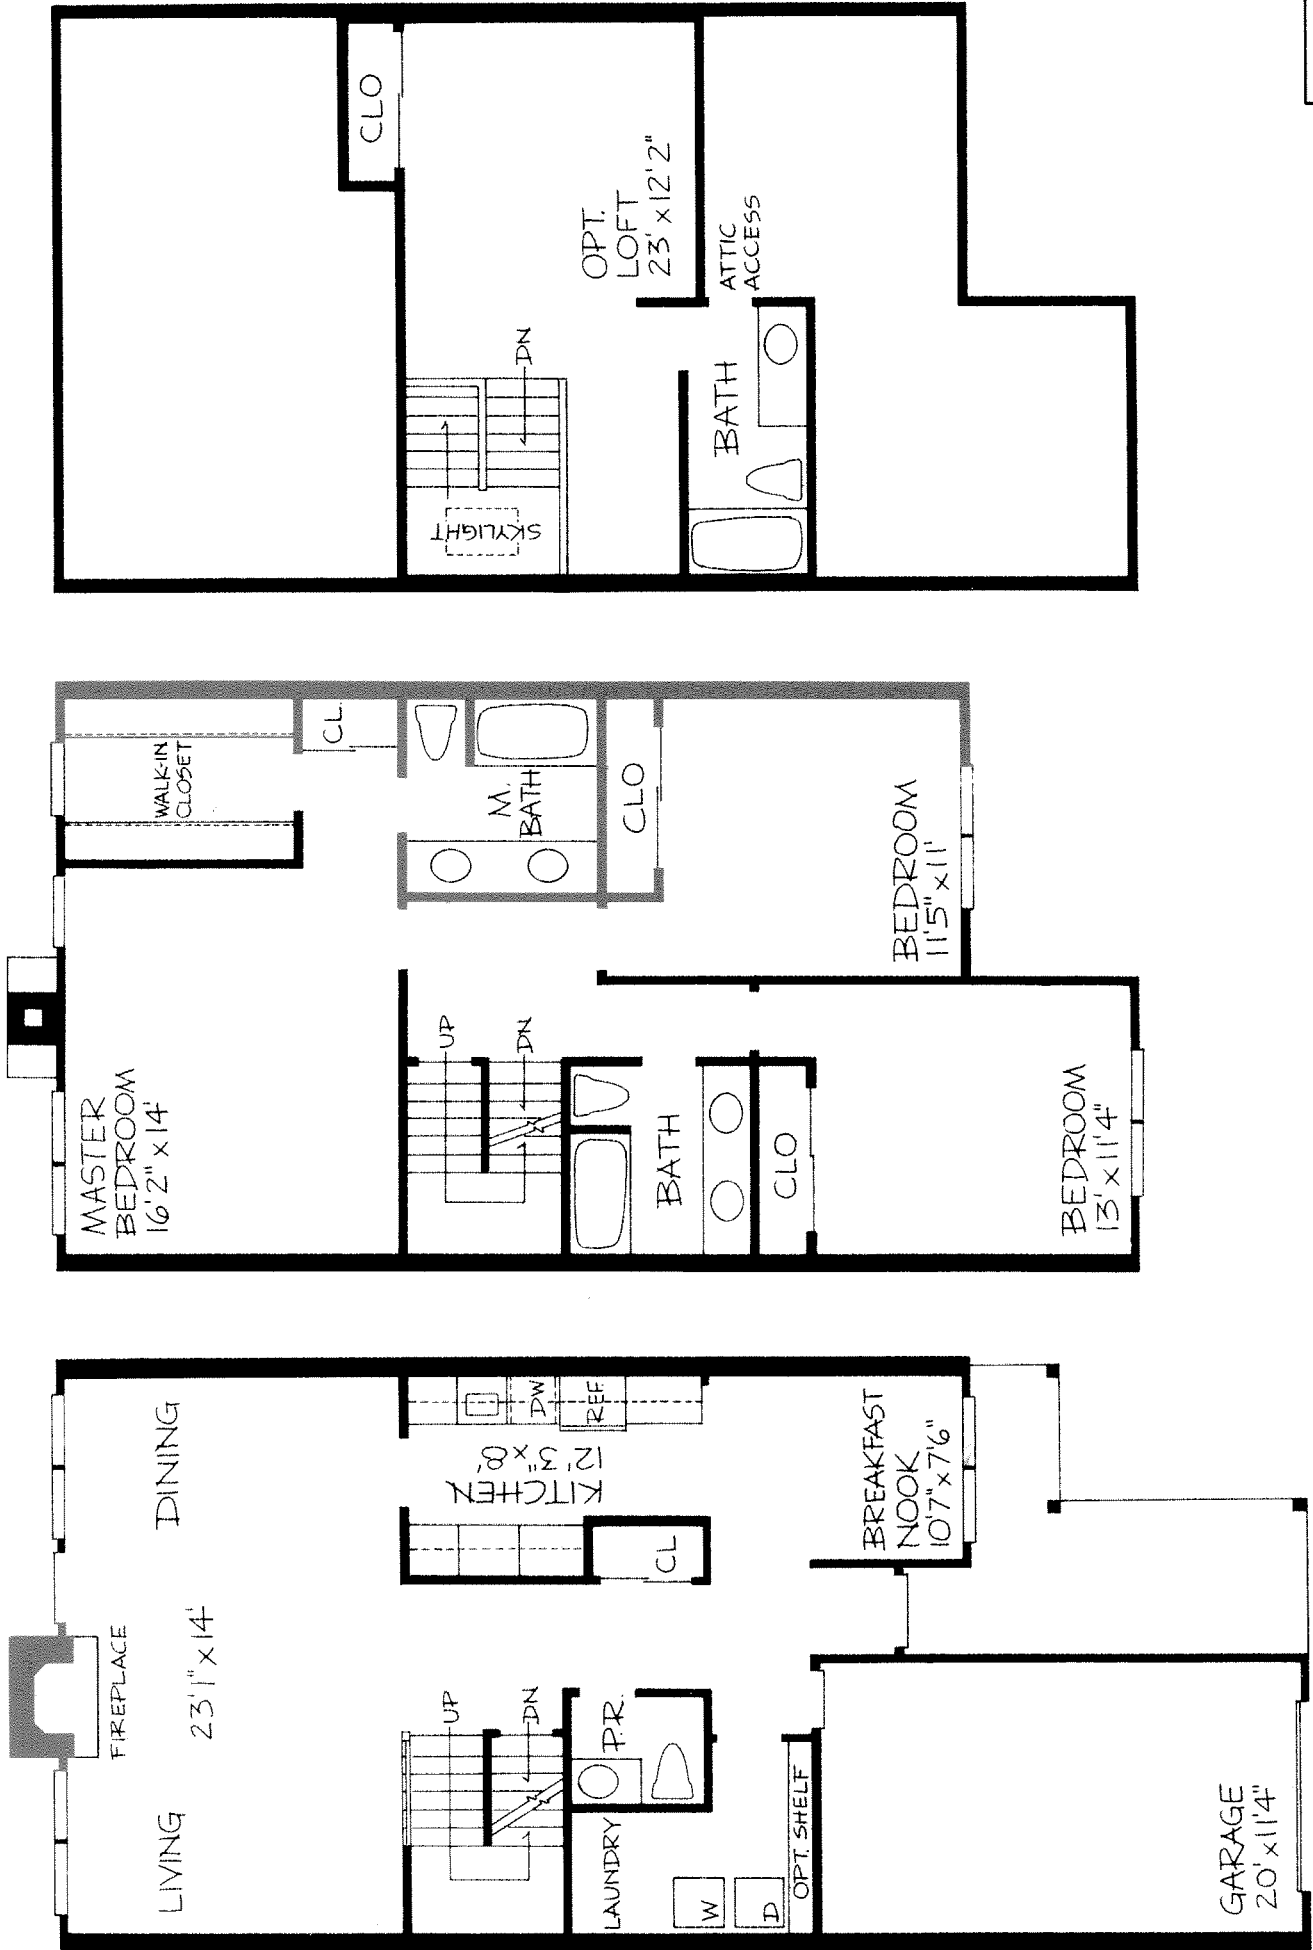 CLO
OPT.
LOFT
23' x 12'2"
ATTIC
ACCESS
DN
SKYLIGHT
BATH
WALK-IN
CLOSET
CL
M.
BATH
CLO
BEDROOM
11'5" x 11'
MASTER
BEDROOM
16'2" x 14'
UP
DN
BATH
CLO
BEDROOM
13' x 11'4"
DINING
DW
REF.
KITCHEN
12'3" x 8'
BREAKFAST
NOOK
10'7" x 7'6"
CL
FIREPLACE
23'1" x 14'
LIVING
UP
DN
P.R.
LAUNDRY
W
D
OPT. SHELF
GARAGE
20' x 11'4"